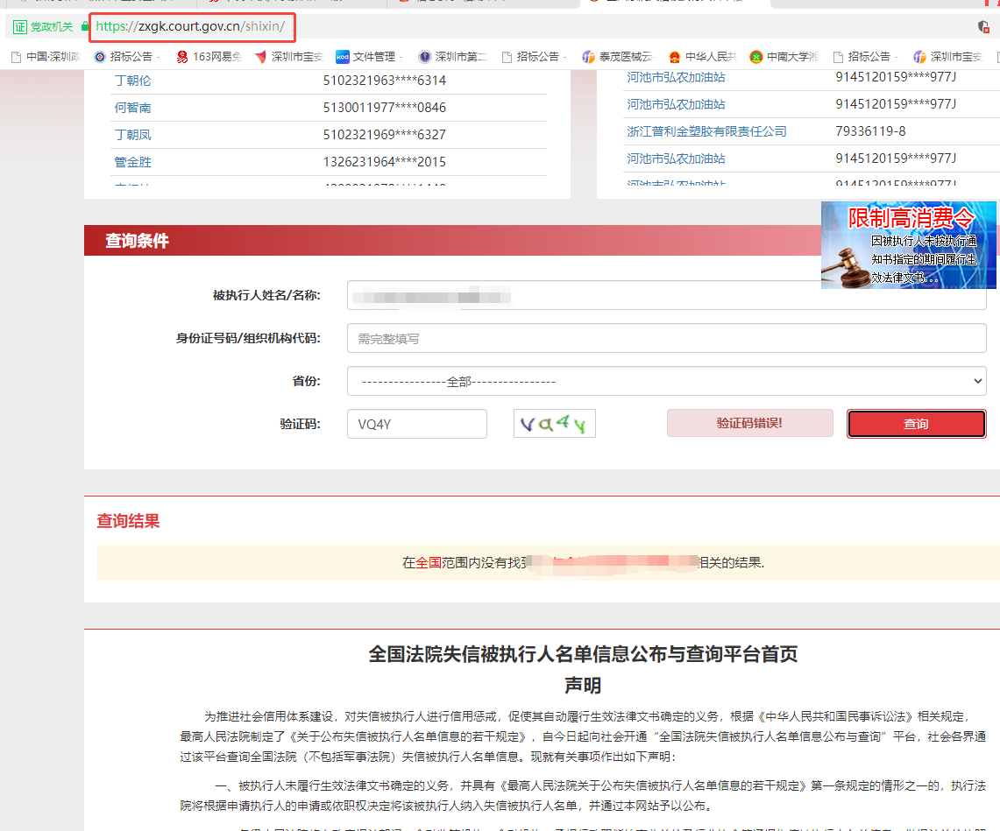 证 党政机关 https://zxgk.court.gov.cn/shixin/
中国·深圳政 招标公告 - 163网易免 深圳市宝安 kod 文件管理 - 深圳市第二 招标公告 - 泰茂医械云 中华人民共 中南大学湘 招标公告 - 深圳市宝安
丁朝伦 5102321963****6314
何智南 5130011977****0846
丁朝凤 5102321969****6327
管金胜 1326231964****2015
河池市弘农加油站 9145120159****977J
河池市弘农加油站 9145120159****977J
浙江普利金塑胶有限责任公司 79336119-8
河池市弘农加油站 9145120159****977J
河池市弘农加油站 9145120159****977J
限制高消费令
因被执行人未按执行通
知书指定的期间履行生
效法律文书...
查询条件
被执行人姓名/名称:
身份证号码/组织机构代码: 需完整填写
省份: ----------------全部----------------
验证码: VQ4Y vq4y 验证码错误! 查询
查询结果
在全国范围内没有找到 相关的结果.
全国法院失信被执行人名单信息公布与查询平台首页
声明
为推进社会信用体系建设，对失信被执行人进行信用惩戒，促使其自动履行生效法律文书确定的义务，根据《中华人民共和国民事诉讼法》相关规定，
最高人民法院制定了《关于公布失信被执行人名单信息的若干规定》，自今日起向社会开通“全国法院失信被执行人名单信息公布与查询”平台，社会各界通
过该平台查询全国法院（不包括军事法院）失信被执行人名单信息。现就有关事项作出如下声明：
一、被执行人未履行生效法律文书确定的义务，并具有《最高人民法院关于公布失信被执行人名单信息的若干规定》第一条规定的情形之一的，执行法
院将根据申请执行人的申请或依职权决定将该被执行人纳入失信被执行人名单，并通过本网站予以公布。